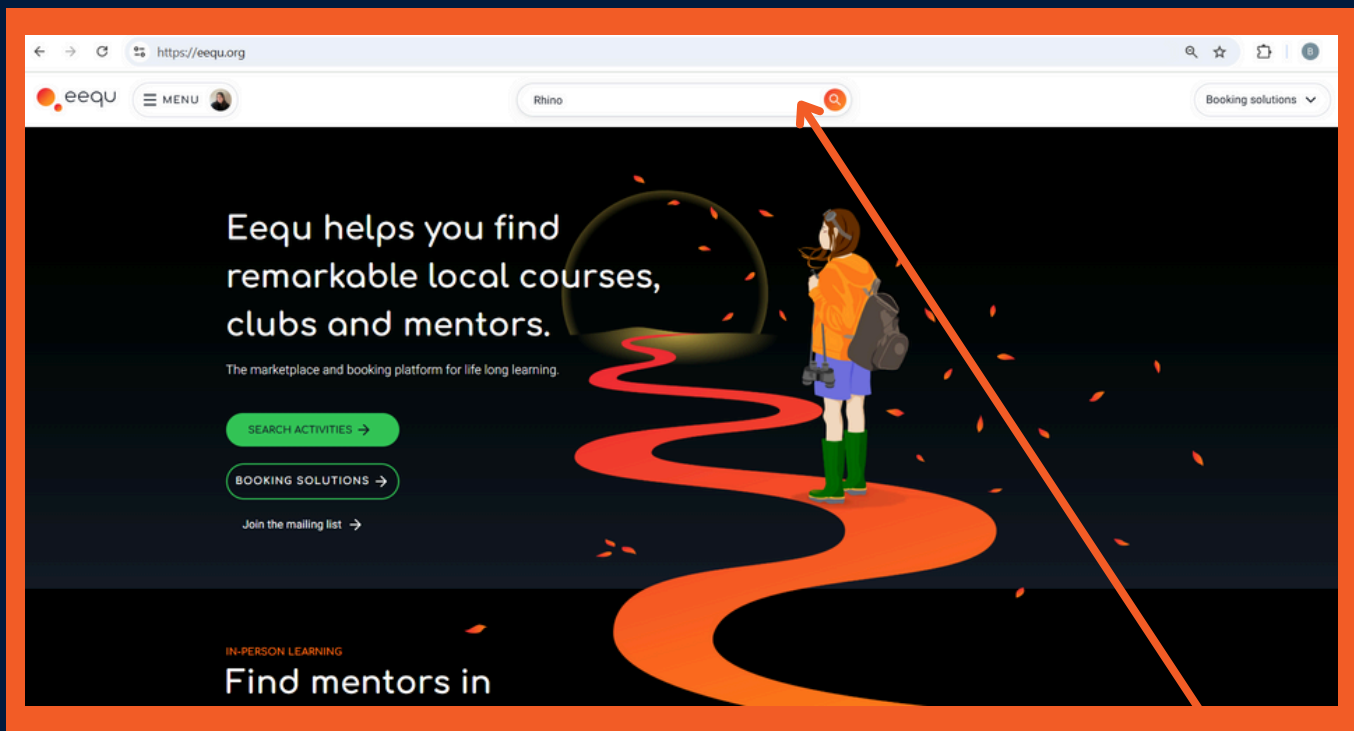 https://eequ.org
B
eequ
MENU
Rhino
Booking solutions
Eequ helps you find
remarkable local courses,
clubs and mentors.
The marketplace and booking platform for life long learning.
SEARCH ACTIVITIES
BOOKING SOLUTIONS
Join the mailing list
IN-PERSON LEARNING
Find mentors in